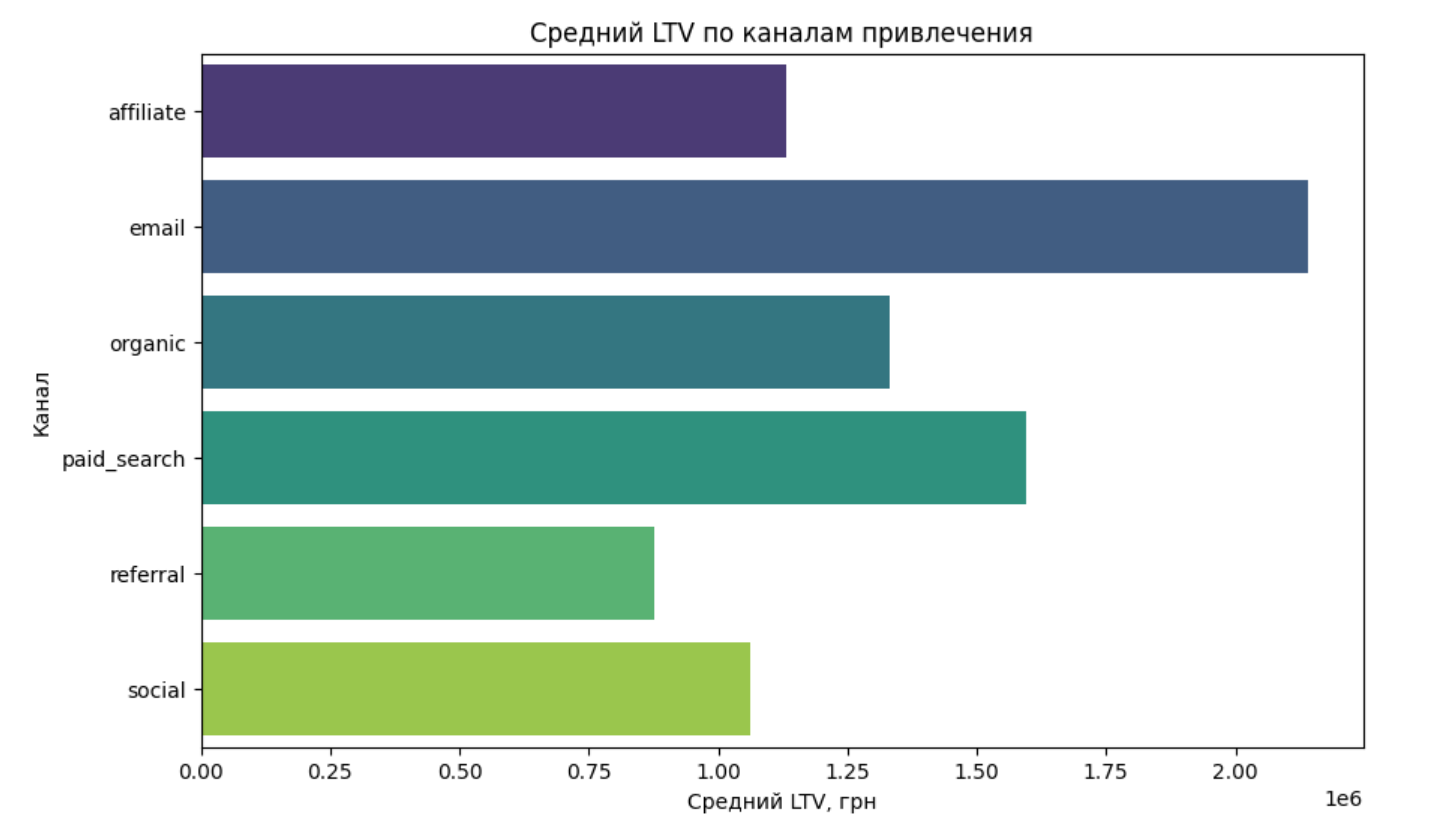 Средний LTV по каналам привлечения
Канал
affiliate
email
organic
paid_search
referral
social
0.00 0.25 0.50 0.75 1.00 1.25 1.50 1.75 2.00
1e6
Средний LTV, грн